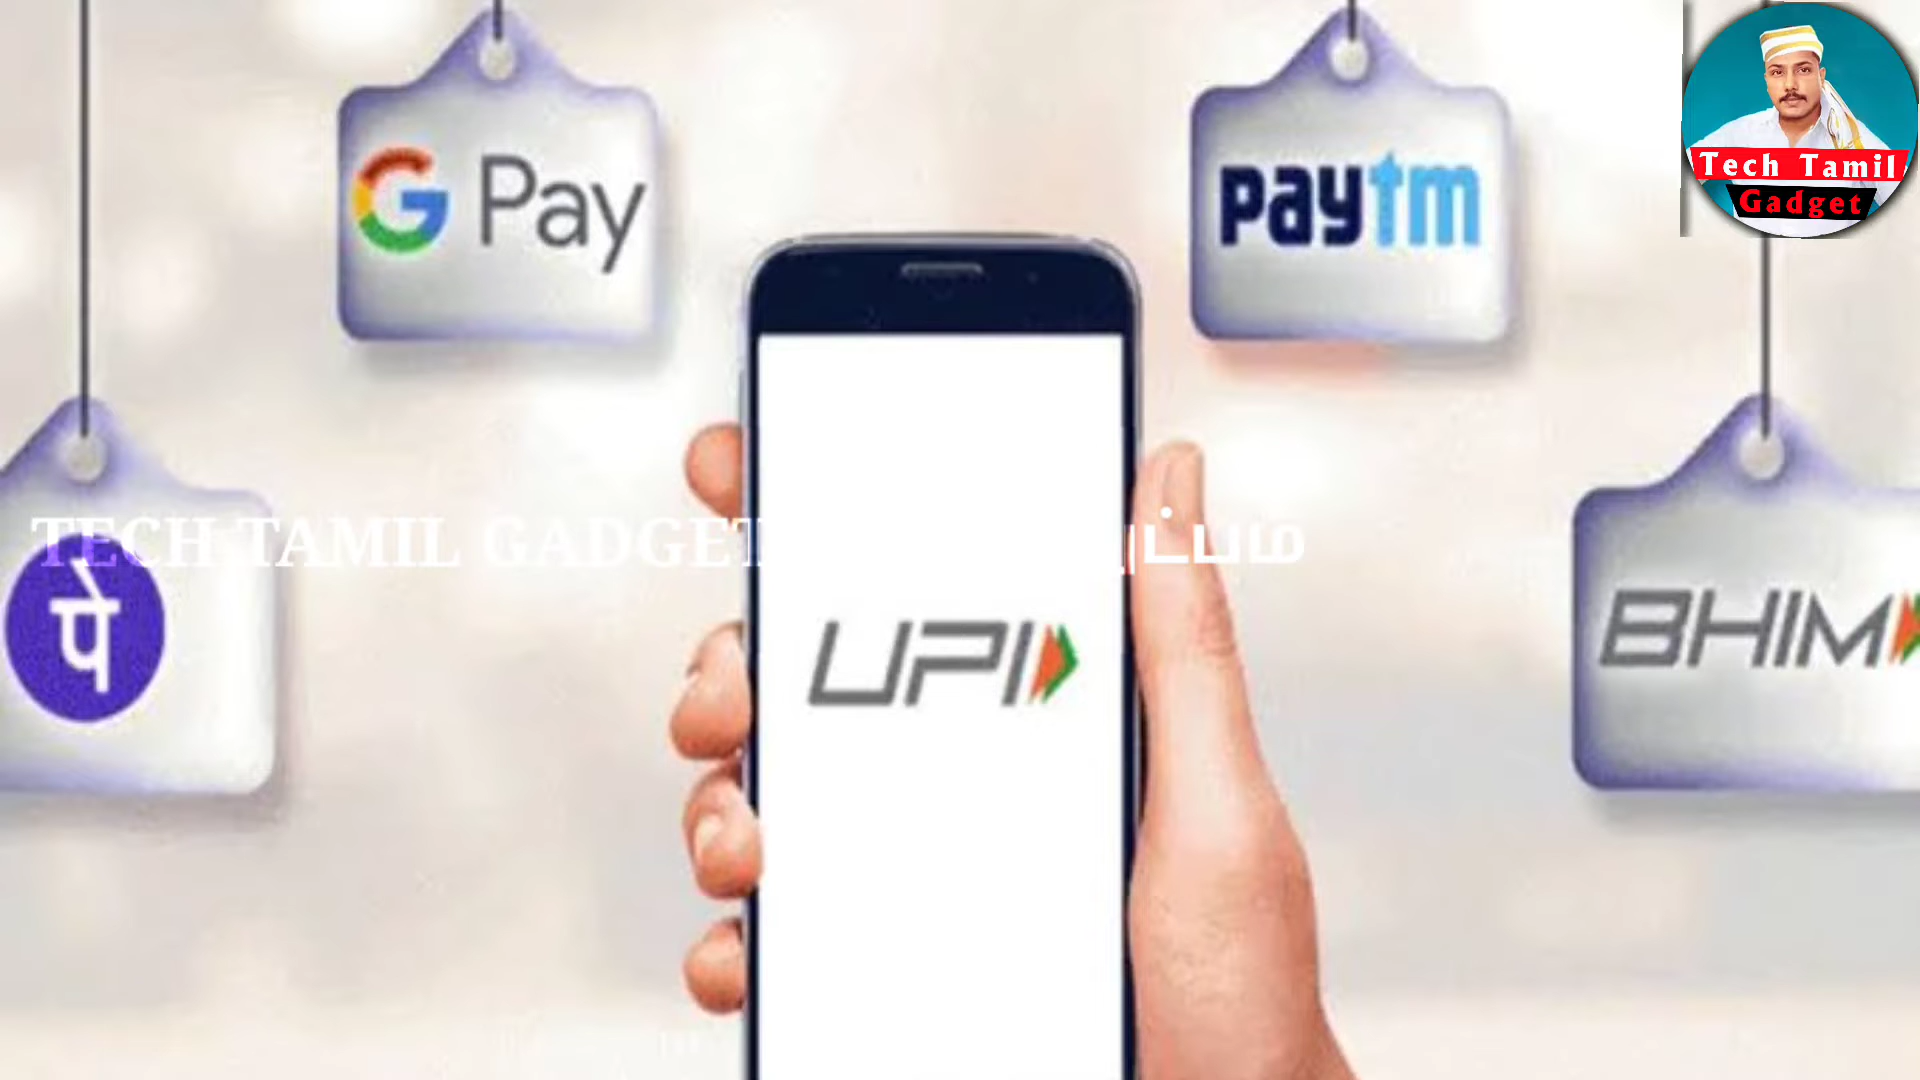 G Pay
paytm
Tech Tamil
Gadget
TECH TAMIL GADGET
पे
UPI
BHIM